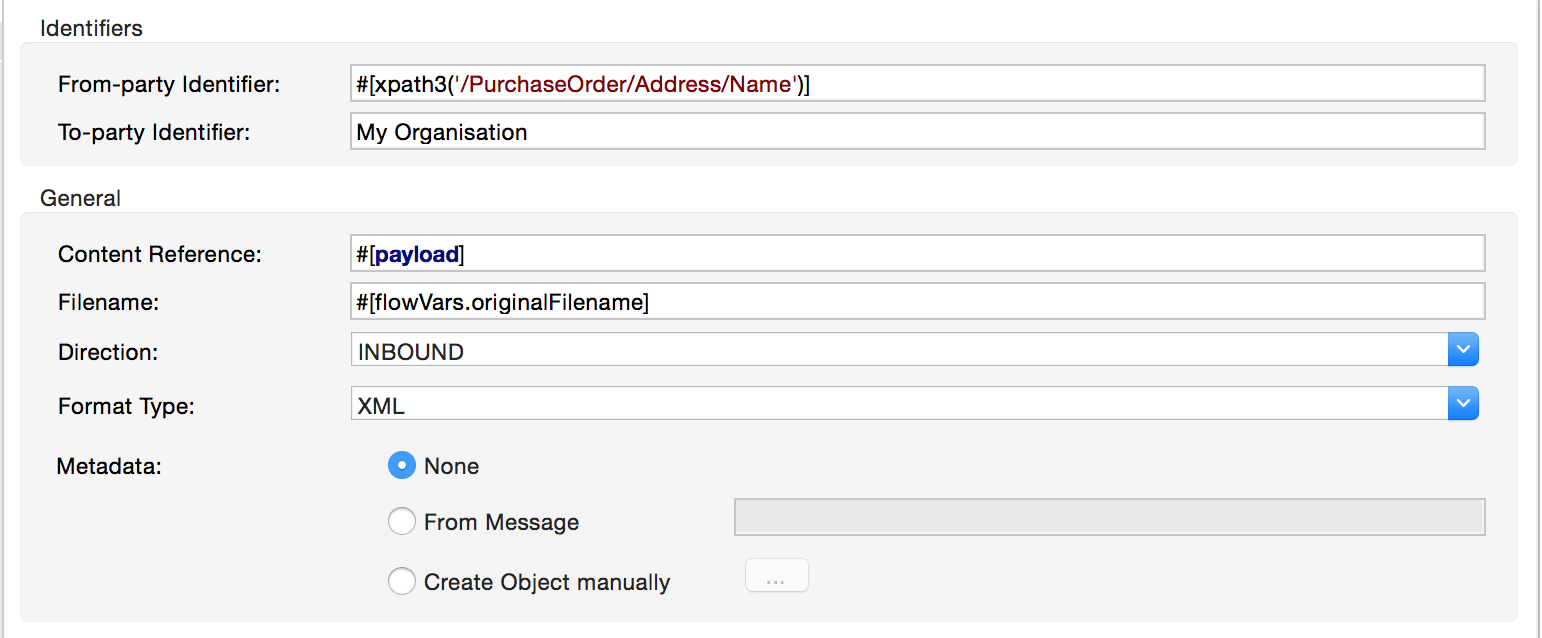 Identifiers
From-party Identifier: #[xpath3('/PurchaseOrder/Address/Name')]
To-party Identifier: My Organisation
General
Content Reference: #[payload]
Filename: #[flowVars.originalFilename]
Direction: INBOUND
Format Type: XML
Metadata: None
From Message
Create Object manually ...